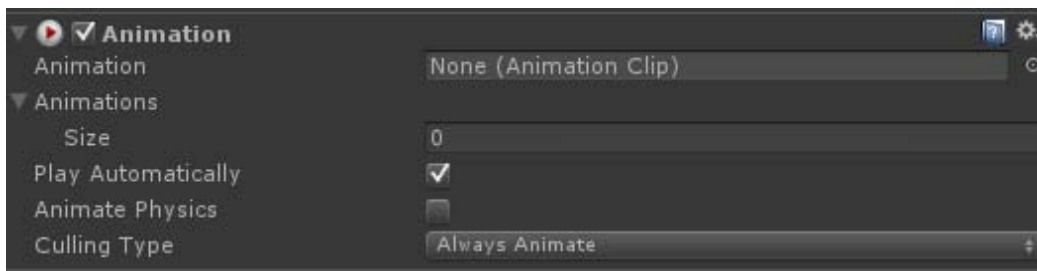 Animation
Animation None (Animation Clip)
Animations
Size 0
Play Automatically
Animate Physics
Culling Type Always Animate